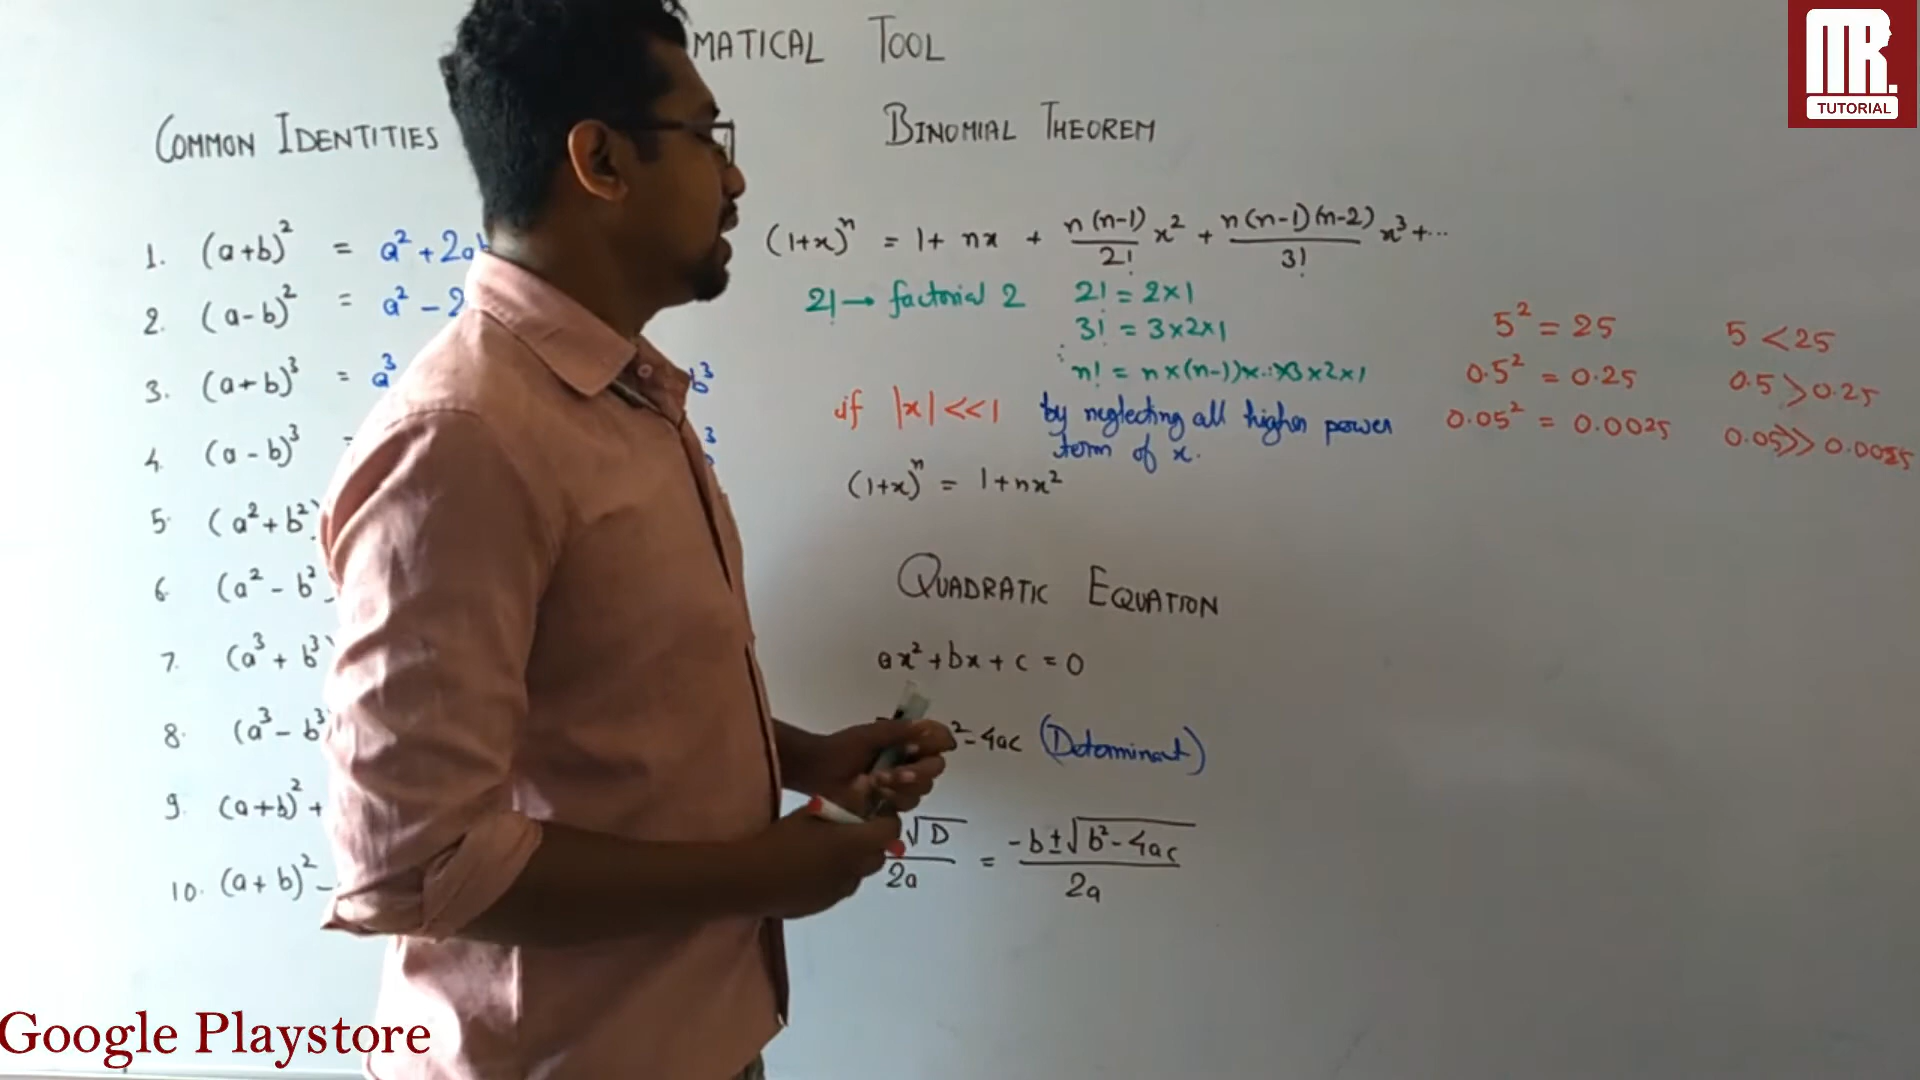 MATICAL TOOL
MR.
TUTORIAL
COMMON IDENTITIES
1. (a+b)² = a² + 2ab
2. (a-b)² = a² - 2
3. (a+b)³ = a³ b³
4. (a-b)³ = ³
5. (a²+b²)
6. (a² - b²
7. (a³ + b³)
8. (a³ - b³
9. (a+b)² +
10. (a+b)² -
BINOMIAL THEOREM
(1+x)ⁿ = 1 + nx + n(n-1)/2! x² + n(n-1)(n-2)/3! x³ + ...
2! → factorial 2
2! = 2×1
3! = 3×2×1
n! = n×(n-1)×...×3×2×1
if |x| <<1 by neglecting all higher power
term of x.
(1+x)ⁿ = 1+nx²
5² = 25 5 < 25
0.5² = 0.25 0.5 > 0.25
0.05² = 0.0025 0.05 >> 0.0025
QUADRATIC EQUATION
ax² + bx + c = 0
²-4ac (Determinant)
√D/2a = -b±√b²-4ac/2a
Google Playstore